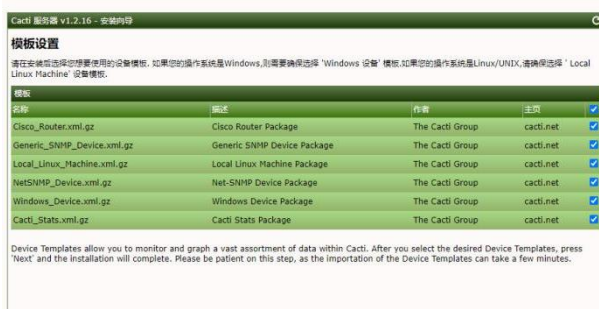 Cacti 服务器 v1.2.16 - 安装向导
模板设置
请在安装后选择您想要使用的设备模板. 如果您的操作系统是Windows,则需要确保选择 'Windows 设备' 模板.如果您的操作系统是Linux/UNIX,请确保选择 ' Local
Linux Machine' 设备模板.
模板
名称 描述 作者 主页
Cisco_Router.xml.gz Cisco Router Package The Cacti Group cacti.net
Generic_SNMP_Device.xml.gz Generic SNMP Device Package The Cacti Group cacti.net
Local_Linux_Machine.xml.gz Local Linux Machine Package The Cacti Group cacti.net
NetSNMP_Device.xml.gz Net-SNMP Device Package The Cacti Group cacti.net
Windows_Device.xml.gz Windows Device Package The Cacti Group cacti.net
Cacti_Stats.xml.gz Cacti Stats Package The Cacti Group cacti.net
Device Templates allow you to monitor and graph a vast assortment of data within Cacti. After you select the desired Device Templates, press
'Next' and the installation will complete. Please be patient on this step, as the importation of the Device Templates can take a few minutes.